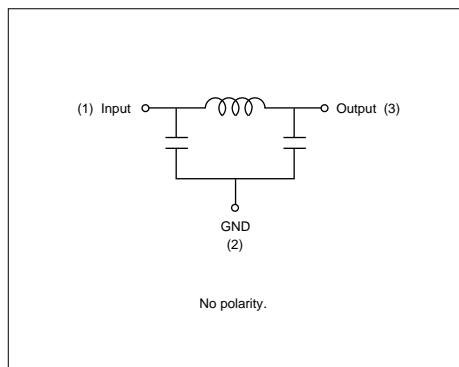 (1) Input
Output (3)
GND
(2)
No polarity.